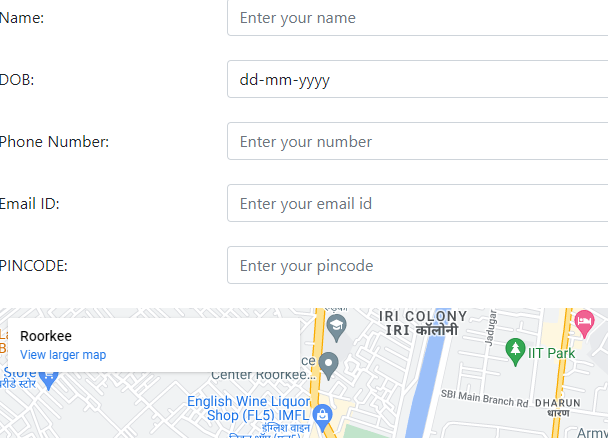 Name:
Enter your name
DOB:
dd-mm-yyyy
Phone Number:
Enter your number
Email ID:
Enter your email id
PINCODE:
Enter your pincode
Roorkee
View larger map
IRI COLONY
IRI कॉलोनी
Jadugar
IIT Park
ce
Center Roorkee...
Store
स्टोर
English Wine Liquor
Shop (FL5) IMFL
इंग्लिश वाइन
SBI Main Branch Rd
DHARUN
धारण
Army